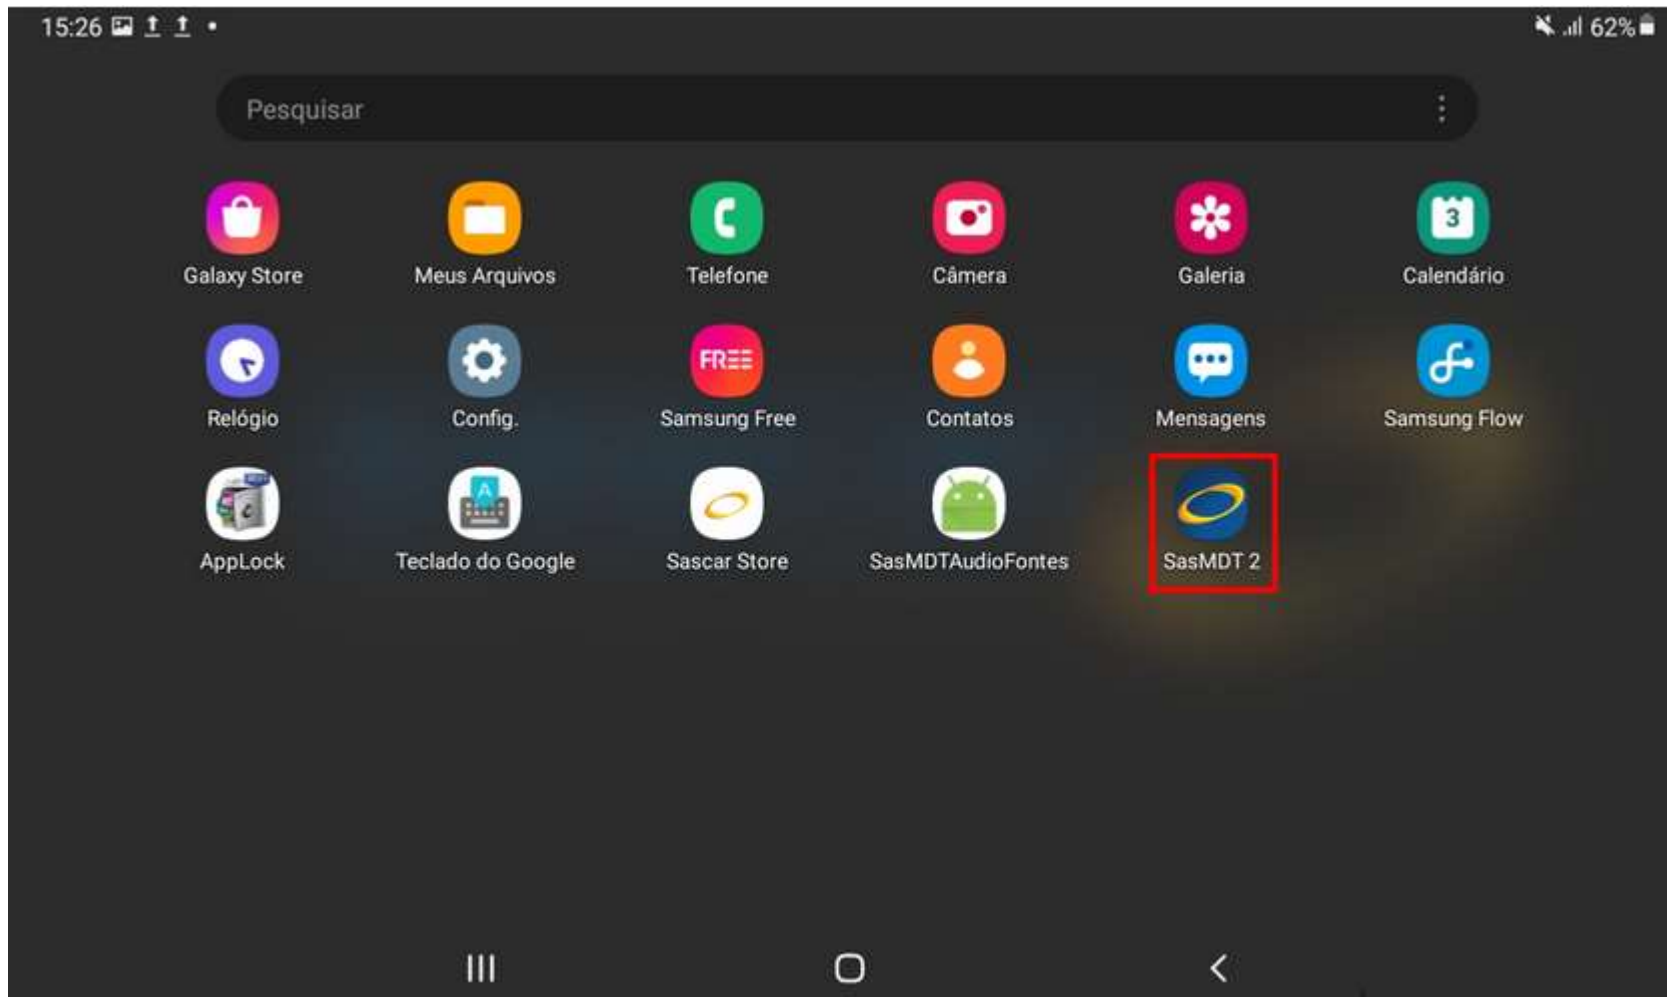 15:26
62%
Pesquisar
Galaxy Store
Meus Arquivos
Telefone
Câmera
Galeria
3
Calendário
Relógio
Config.
FREE
Samsung Free
Contatos
Mensagens
Samsung Flow
AppLock
A
Teclado do Google
Sascar Store
SasMDTAudioFontes
SasMDT 2